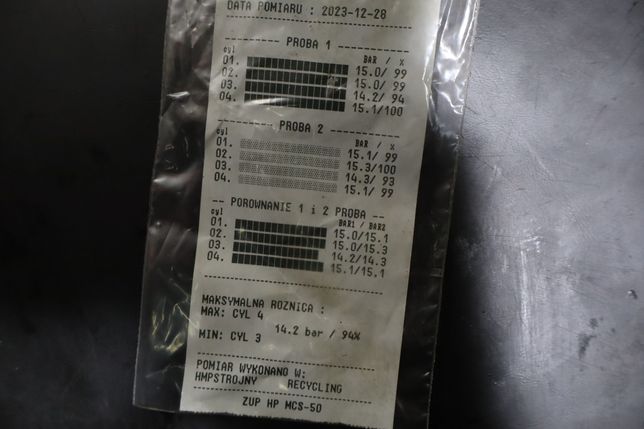 DATA POMIARU : 2023-12-28
PROBA 1
cyl BAR / %
01. 15.0/ 99
02. 15.0/ 99
03. 14.2/ 94
04. 15.1/100
PROBA 2
cyl BAR / %
01. 15.1/ 99
02. 15.3/100
03. 14.3/ 93
04. 15.1/ 99
-- POROWNANIE 1 i 2 PROBA --
cyl BAR1 / BAR2
01. 15.0/15.1
02. 15.0/15.3
03. 14.2/14.3
04. 15.1/15.1
MAKSYMALNA ROZNICA :
MAX: CYL 4
14.2 bar / 94%
MIN: CYL 3
POMIAR WYKONANO W:
HMPSTROJNY RECYCLING
ZUP HP MCS-50